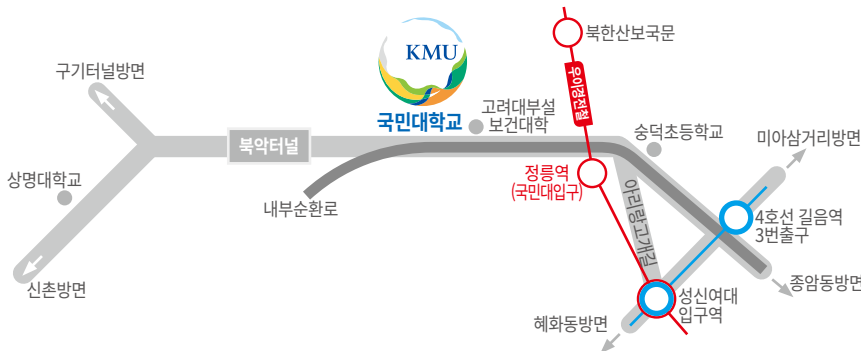 북한산보국문
KMU
구기터널방면
우이경전철
고려대부설
보건대학
국민대학교
숭덕초등학교
미아삼거리방면
북악터널
정릉역
(국민대입구)
상명대학교
아리랑고개길
내부순환로
4호선 길음역
3번출구
신촌방면
종암동방면
성신여대
입구역
혜화동방면